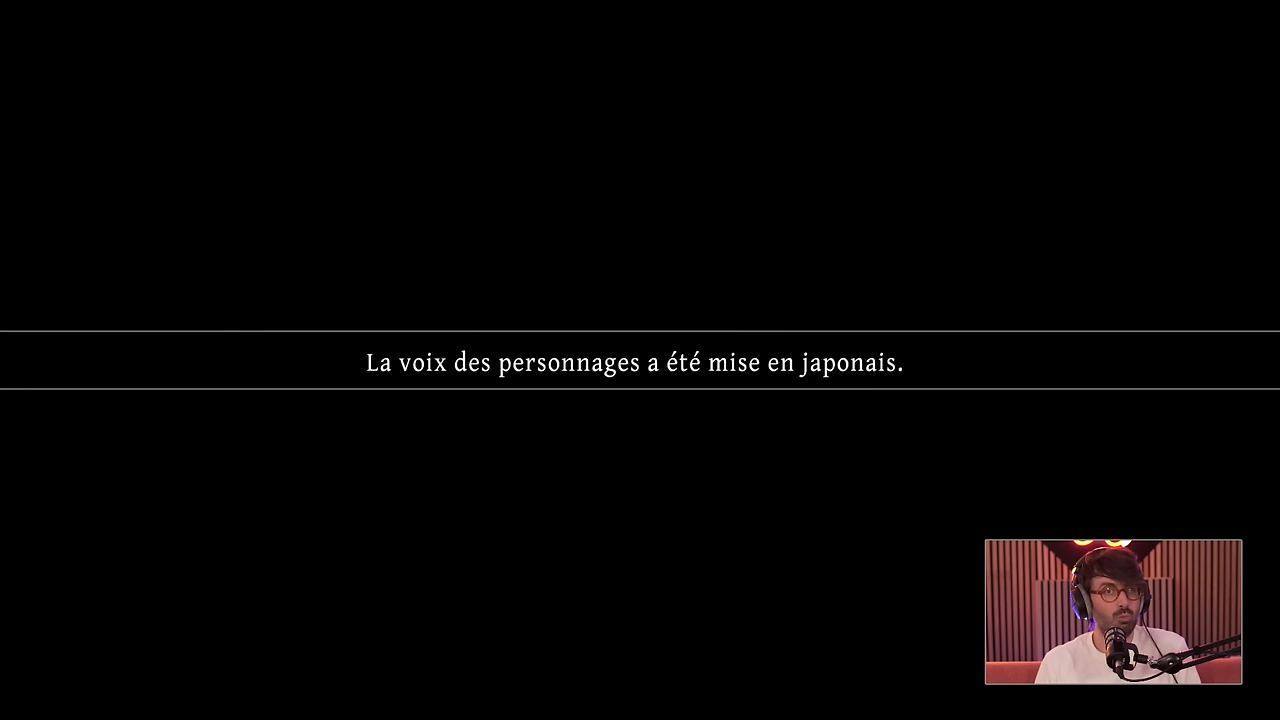 La voix des personnages a été mise en japonais.